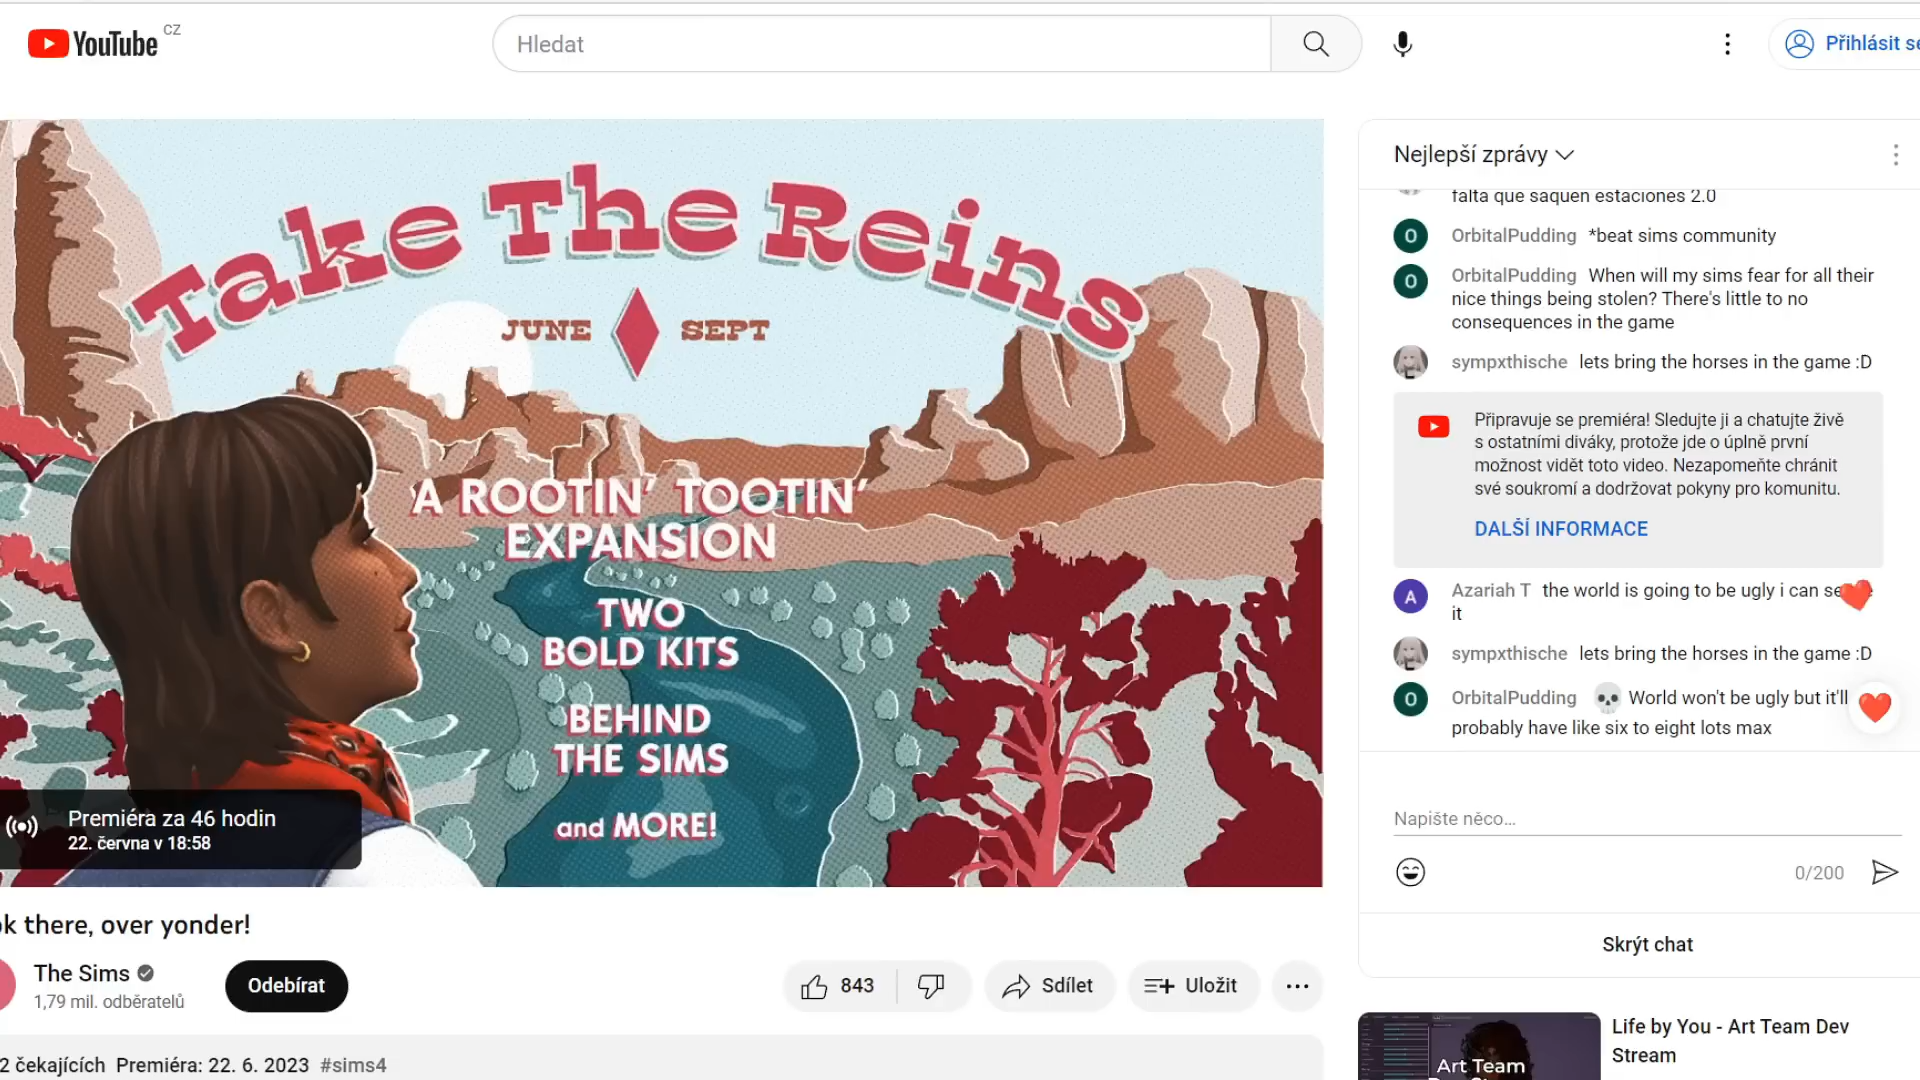 YouTube CZ
Hledat
Přihlásit se
Take The Reins
JUNE SEPT
A ROOTIN' TOOTIN'
EXPANSION
TWO
BOLD KITS
BEHIND
THE SIMS
and MORE!
Premiéra za 46 hodin
22. června v 18:58
ok there, over yonder!
The Sims
1,79 mil. odběratelů
Odebírat
843
Sdílet
Uložit
2 čekajících Premiéra: 22. 6. 2023 #sims4
Nejlepší zprávy
falta que saquen estaciones 2.0
O OrbitalPudding *beat sims community
O OrbitalPudding When will my sims fear for all their
nice things being stolen? There's little to no
consequences in the game
sympxthische lets bring the horses in the game :D
Připravuje se premiéra! Sledujte ji a chatujte živě
s ostatními diváky, protože jde o úplně první
možnost vidět toto video. Nezapomeňte chránit
své soukromí a dodržovat pokyny pro komunitu.
DALŠÍ INFORMACE
A Azariah T the world is going to be ugly i can see
it
sympxthische lets bring the horses in the game :D
O OrbitalPudding 💀 World won't be ugly but it'll
probably have like six to eight lots max
Napište něco...
0/200
Skrýt chat
Art Team
Life by You - Art Team Dev
Stream